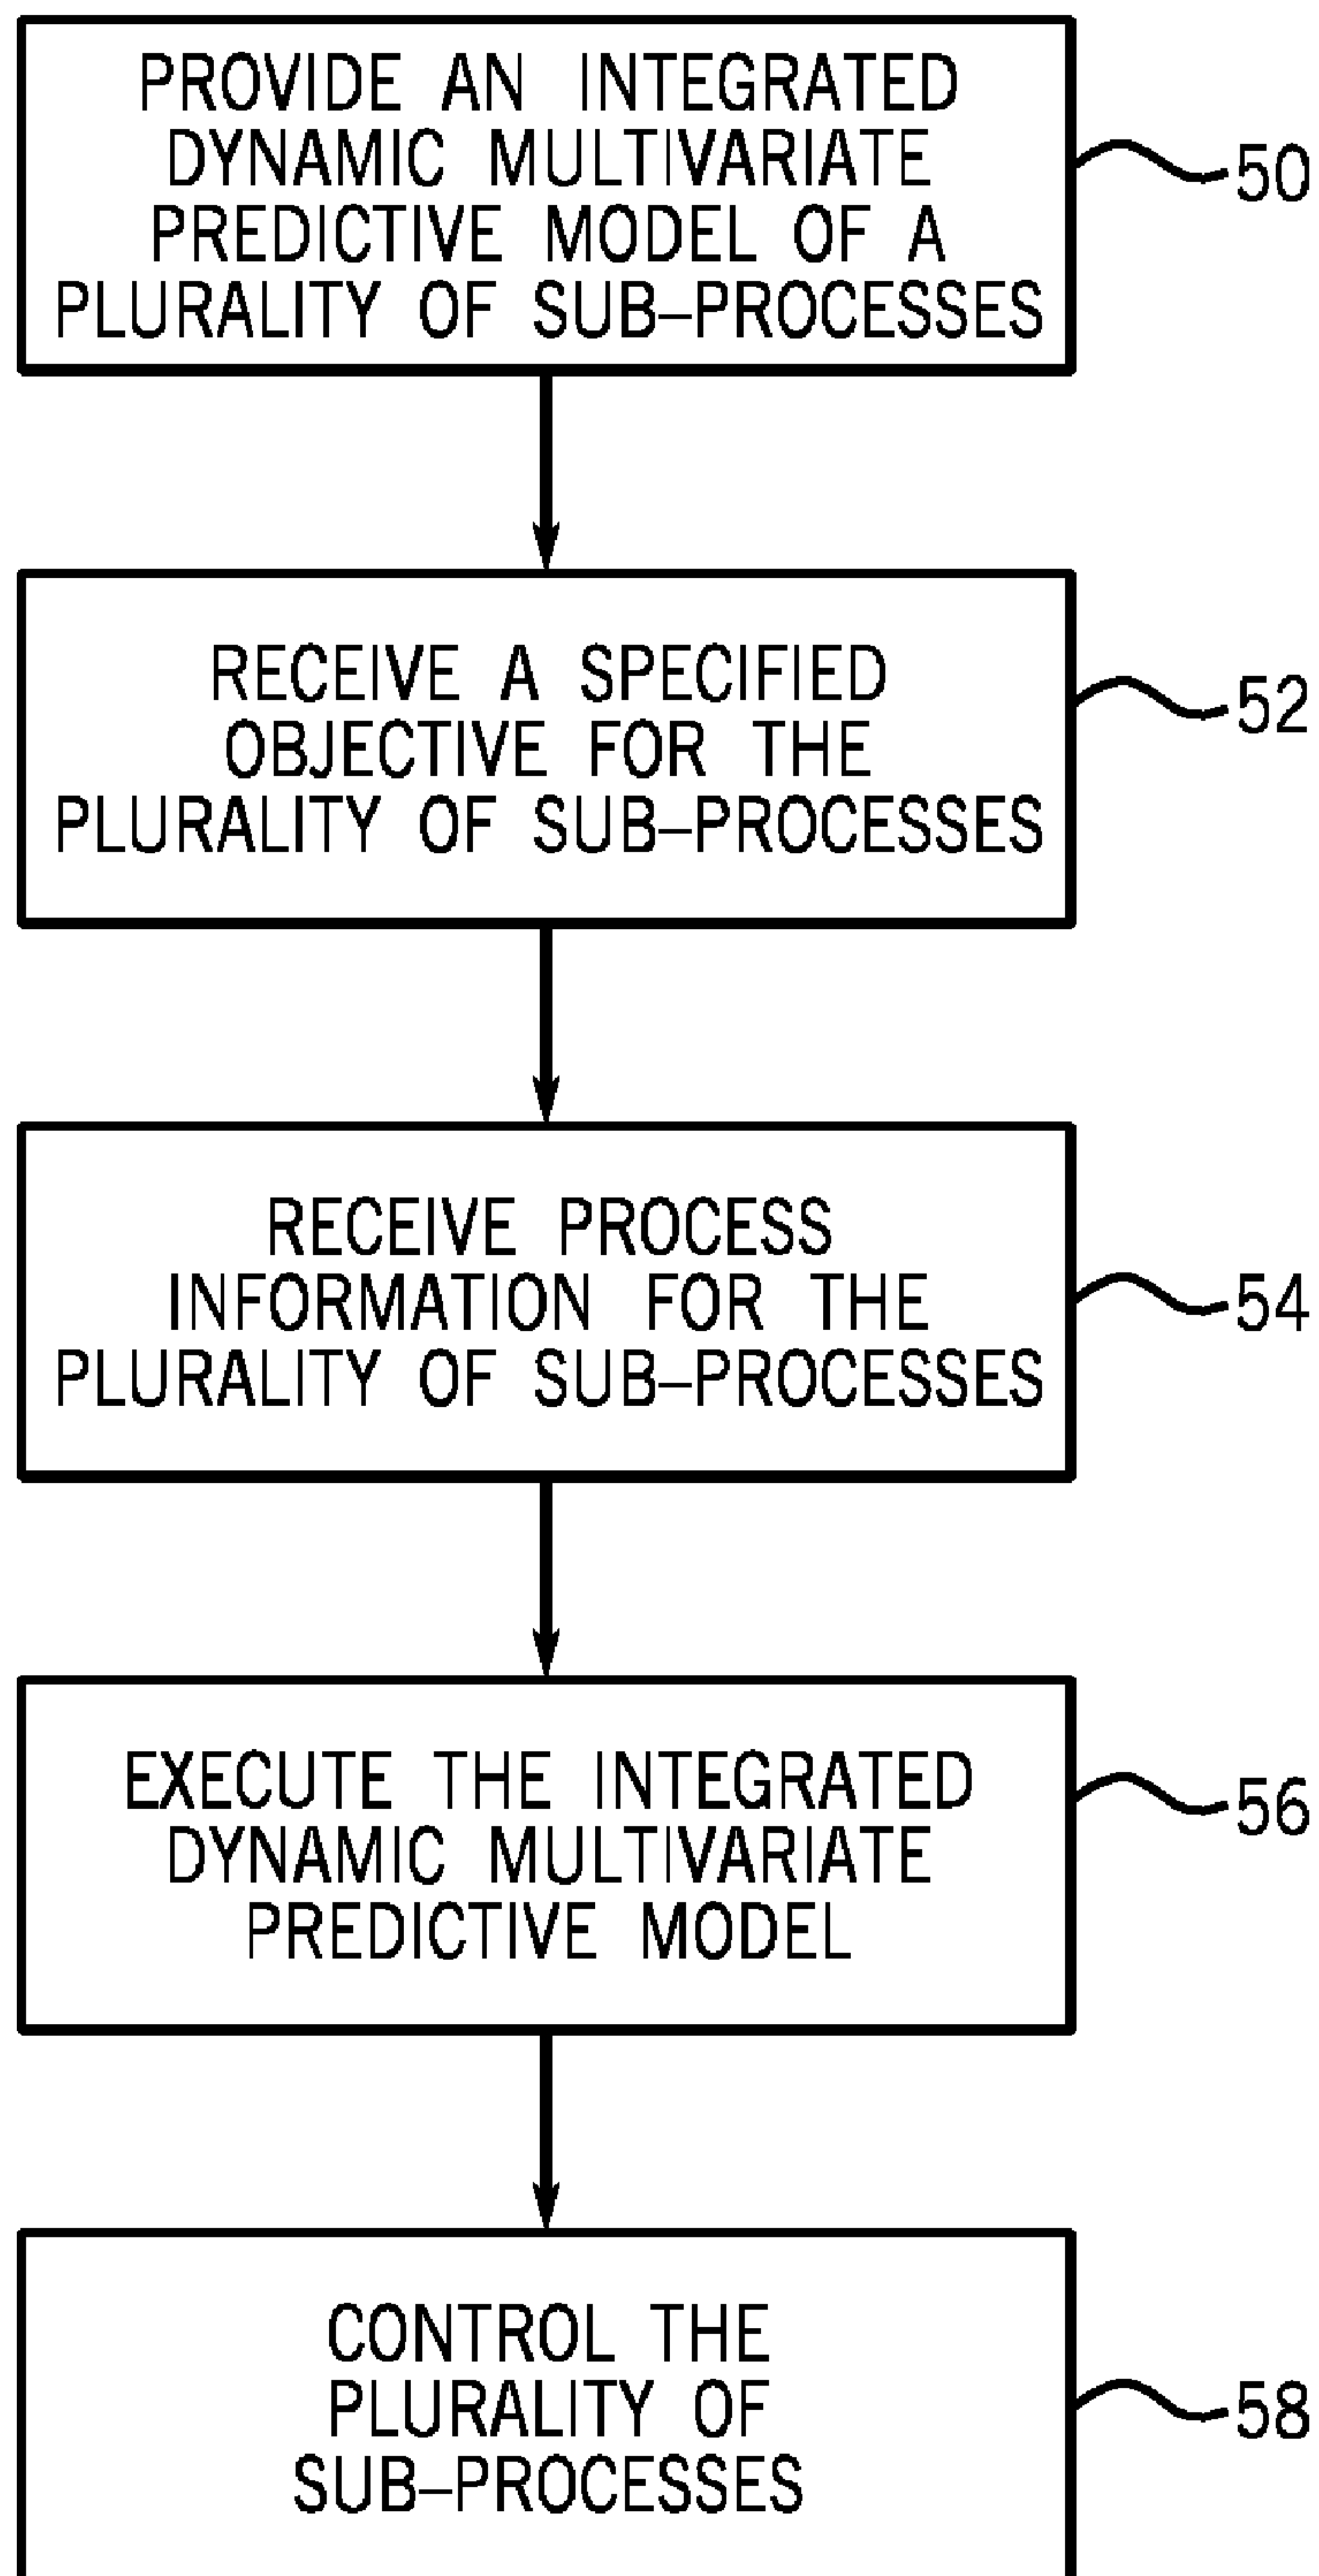 PROVIDE AN INTEGRATED
DYNAMIC MULTIVARIATE
PREDICTIVE MODEL OF A
PLURALITY OF SUB–PROCESSES
50
RECEIVE A SPECIFIED
OBJECTIVE FOR THE
PLURALITY OF SUB–PROCESSES
52
RECEIVE PROCESS
INFORMATION FOR THE
PLURALITY OF SUB–PROCESSES
54
EXECUTE THE INTEGRATED
DYNAMIC MULTIVARIATE
PREDICTIVE MODEL
56
CONTROL THE
PLURALITY OF
SUB–PROCESSES
58